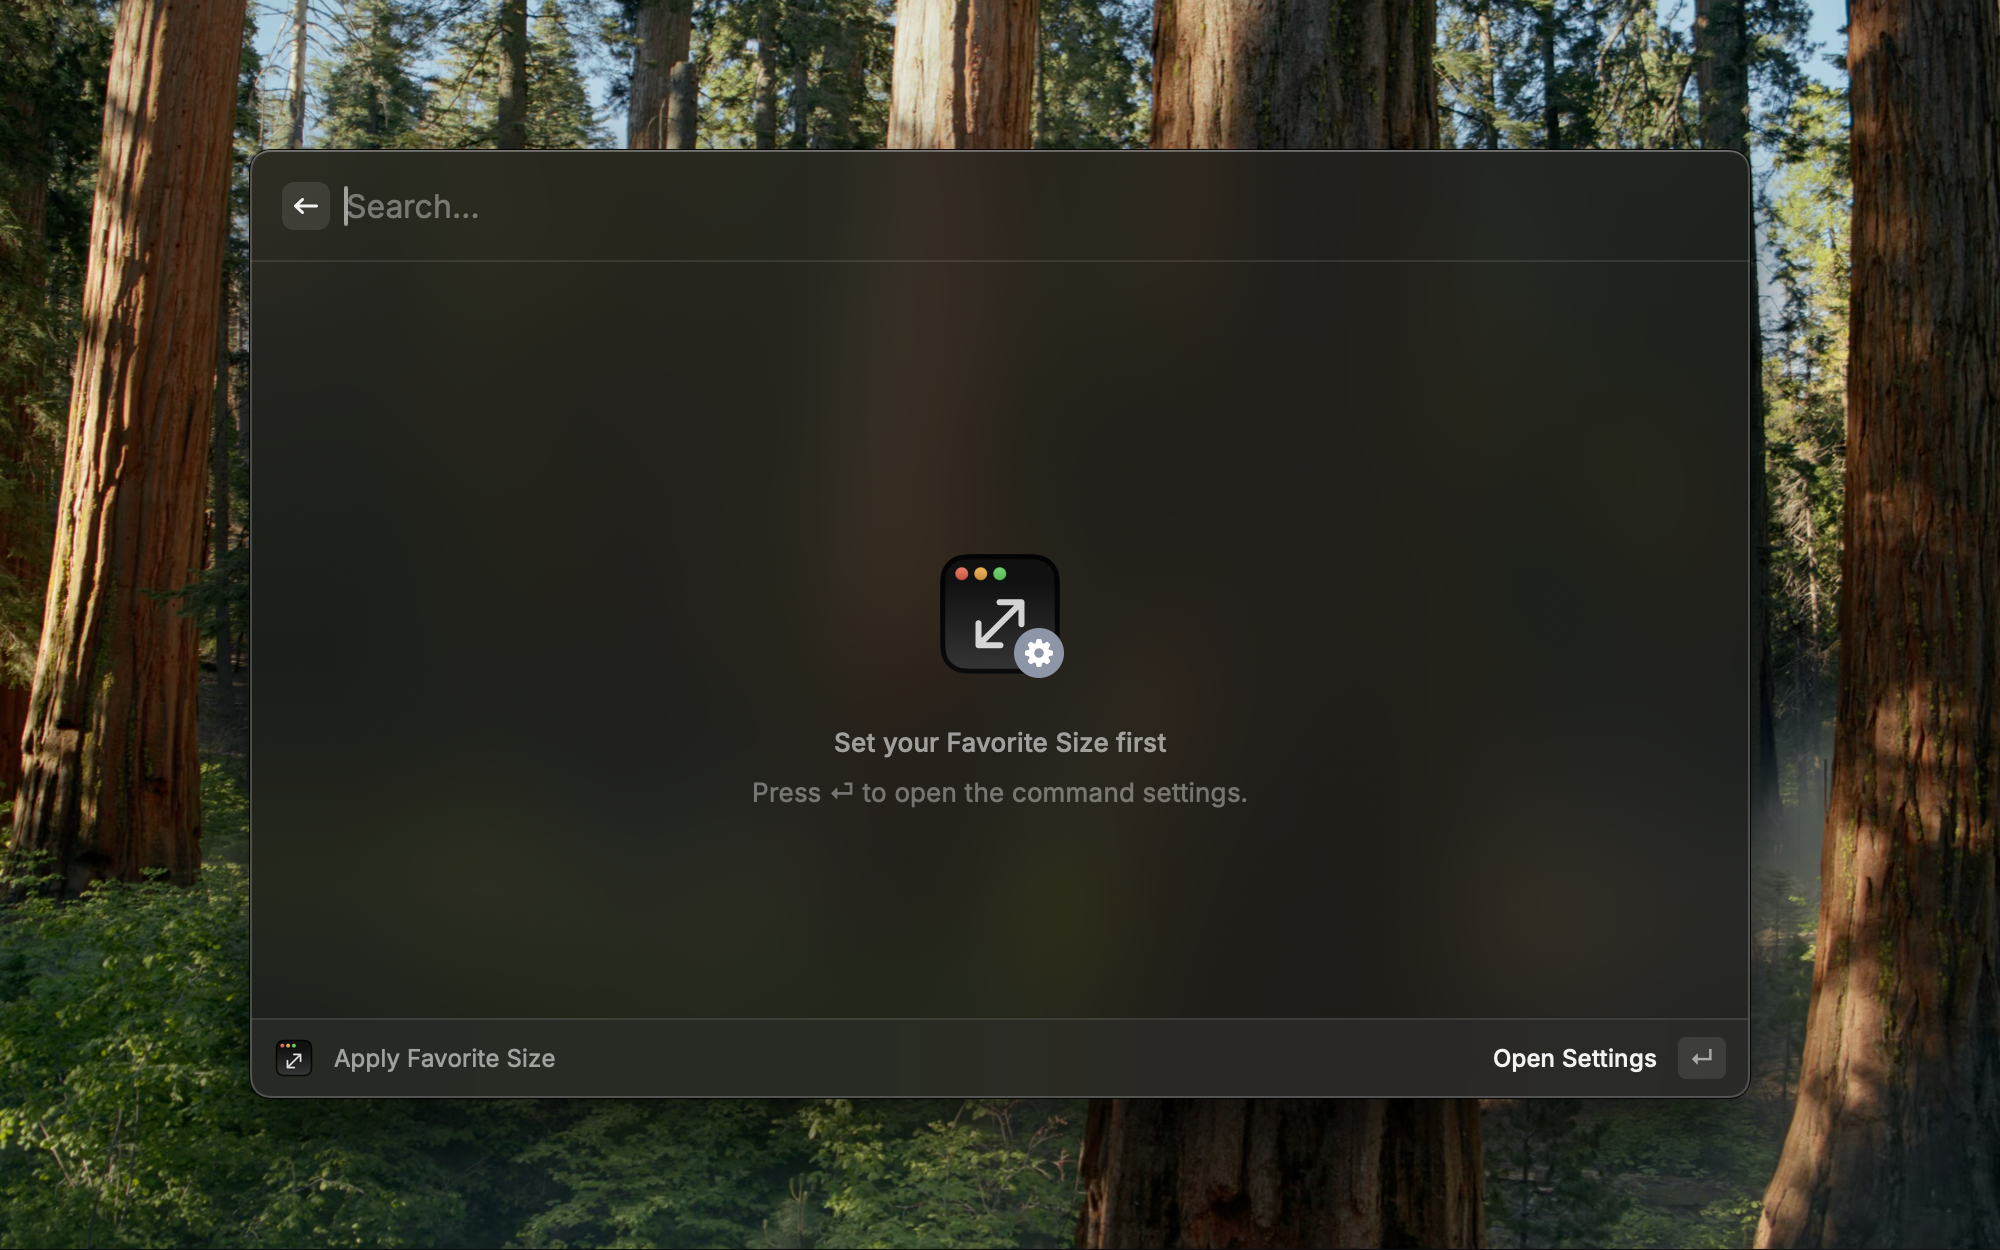 Search...
Set your Favorite Size first
Press ↵ to open the command settings.
Apply Favorite Size
Open Settings ↵